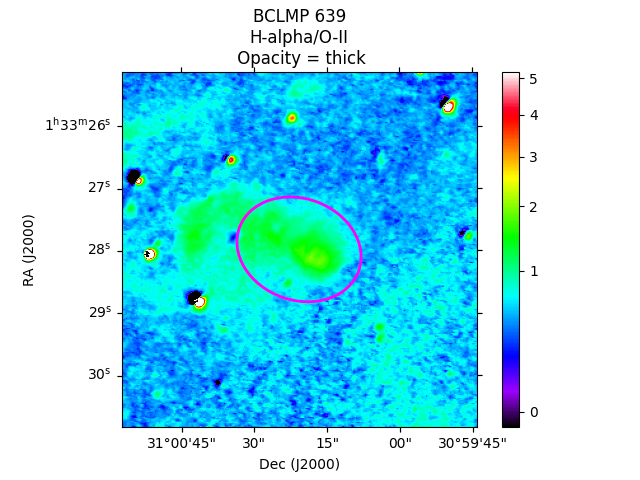 BCLMP 639
H-alpha/O-II
Opacity = thick
1ʰ33ᵐ26ˢ
27ˢ
28ˢ
29ˢ
30ˢ
RA (J2000)
31°00'45" 30" 15" 00" 30°59'45"
Dec (J2000)
5
4
3
2
1
0